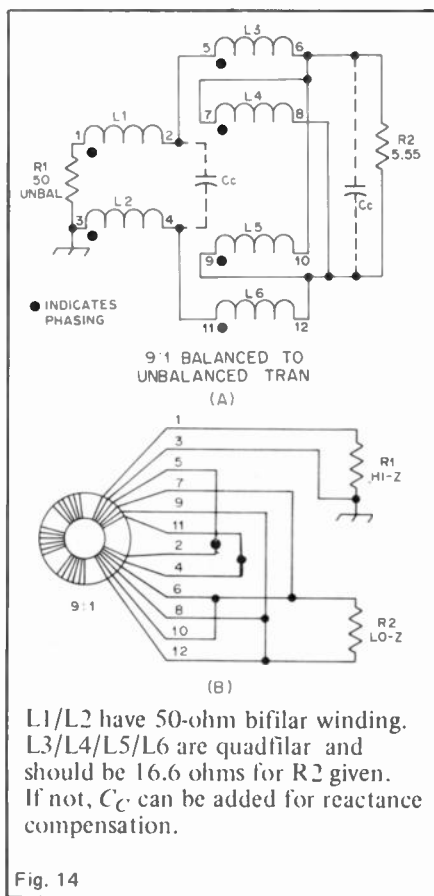 L3
5
6
L4
7
8
L1
1
2
R1
50
UNBAL
Cc
R2
5.55
Cc
L2
3
4
L5
9
10
L6
11
12
● INDICATES
PHASING
9:1 BALANCED TO
UNBALANCED TRAN
(A)
1
3
5
7
9
11
2
4
6
8
10
12
R1
HI-Z
9:1
R2
LO-Z
(B)
L1/L2 have 50-ohm bifilar winding.
L3/L4/L5/L6 are quadfilar and
should be 16.6 ohms for R2 given.
If not, CC can be added for reactance
compensation.
Fig. 14